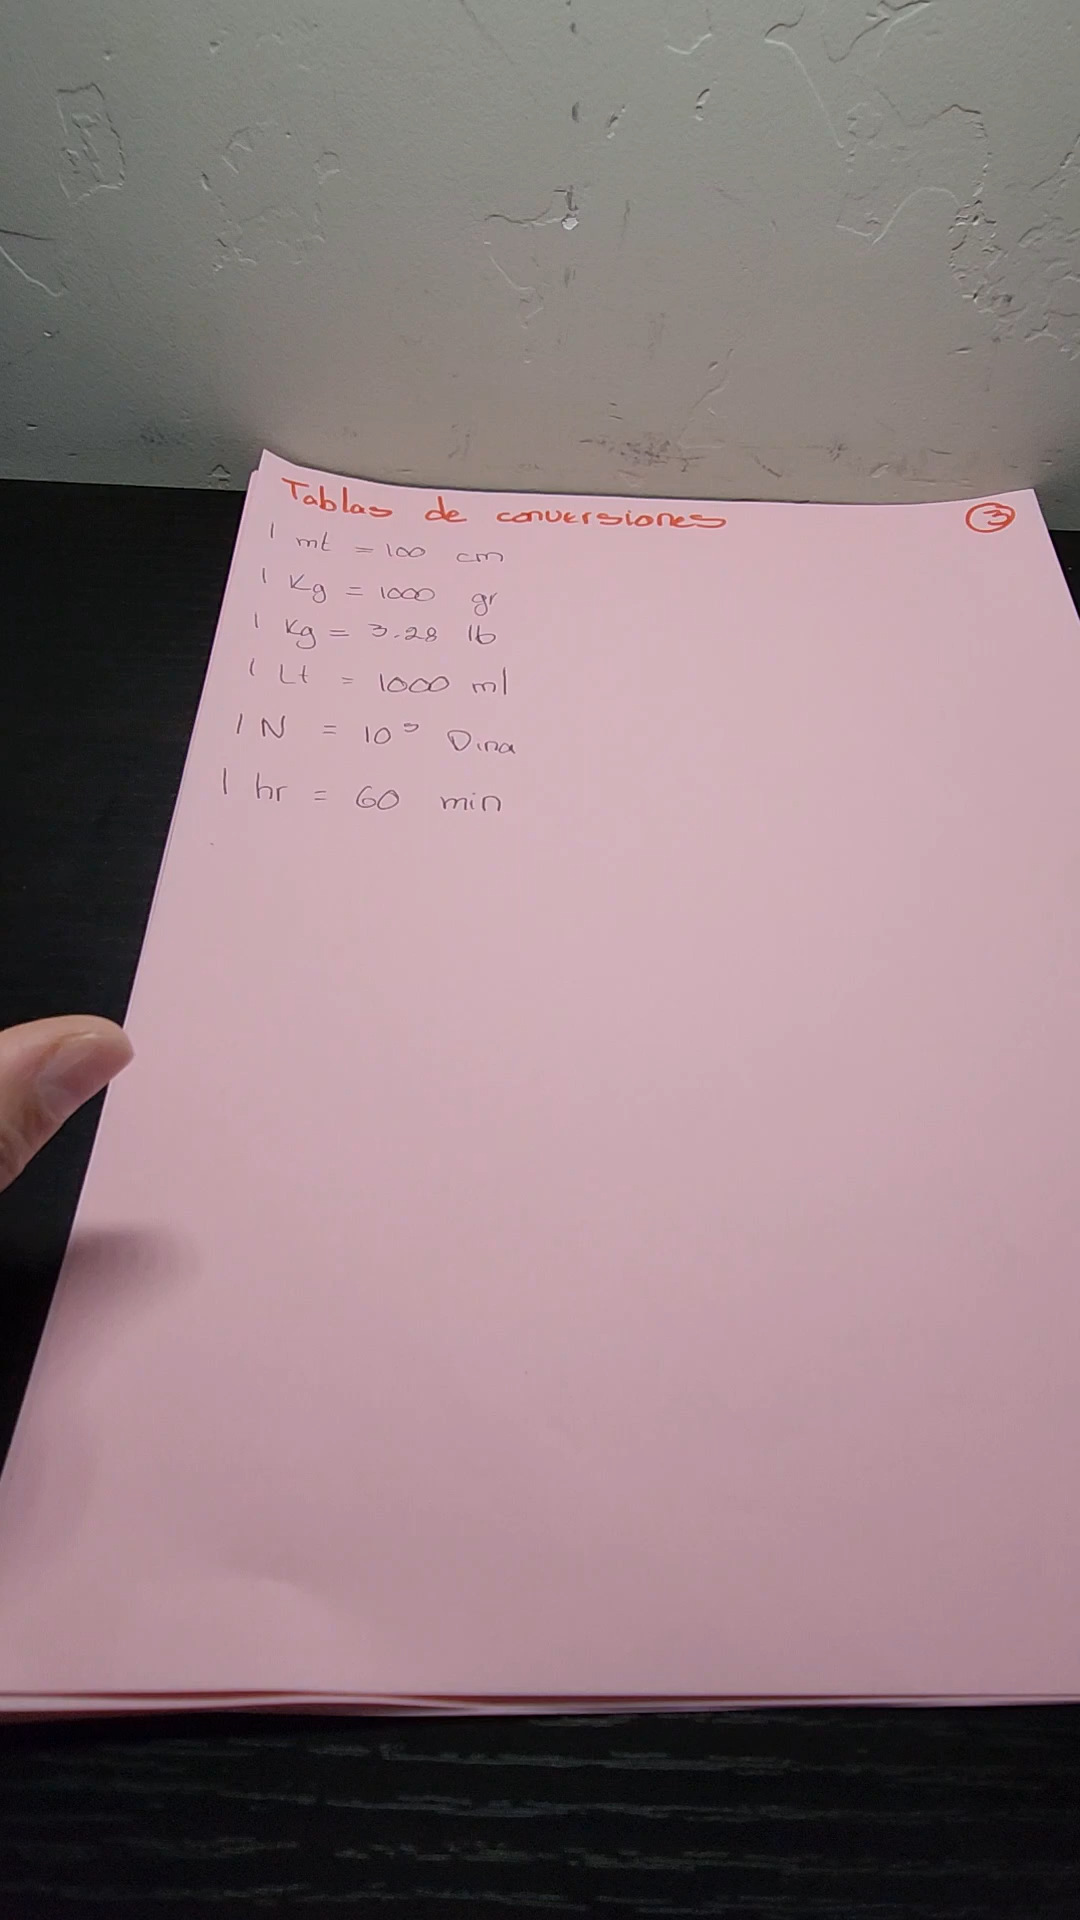 Tablas de conversiones 3
1 mt = 100 cm
1 Kg = 1000 gr
1 Kg = 3.28 lb
1 Lt = 1000 ml
1 N = 10⁵ Dina
1 hr = 60 min